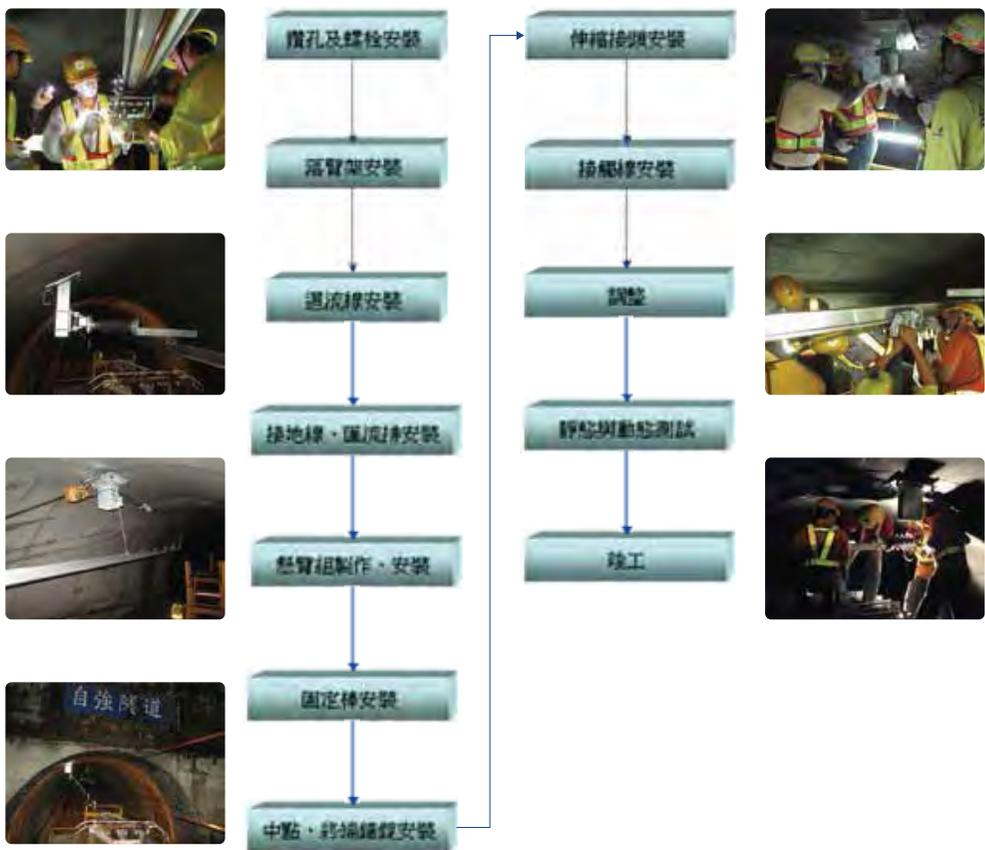 鑽孔及螺栓安裝
落臂架安裝
迴流線安裝
接地線、匯流排安裝
懸臂組製作、安裝
固定棒安裝
中點、終端錨錠安裝
伸縮接頭安裝
接觸線安裝
調整
靜態與動態測試
竣工
自強隧道